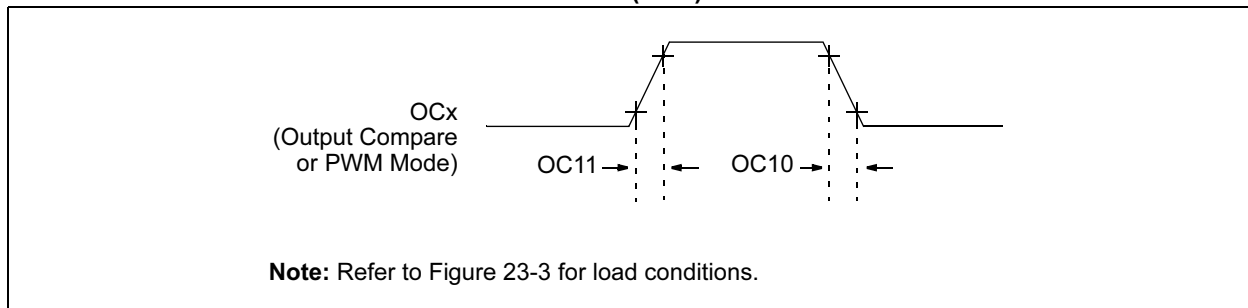 OCx
(Output Compare
or PWM Mode)
OC11
OC10
Note: Refer to Figure 23-3 for load conditions.